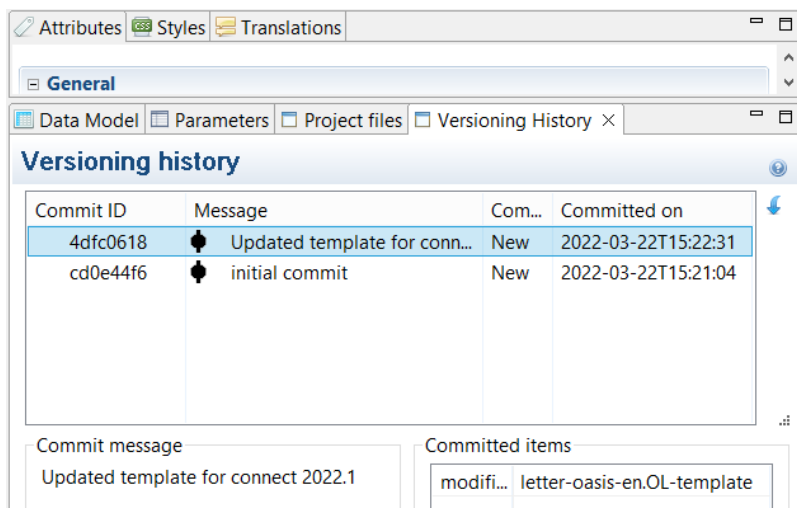 Attributes Styles Translations
General
Data Model Parameters Project files Versioning History
Versioning history
Commit ID Message Com... Committed on
4dfc0618 Updated template for conn... New 2022-03-22T15:22:31
cd0e44f6 initial commit New 2022-03-22T15:21:04
Commit message Committed items
Updated template for connect 2022.1 modifi... letter-oasis-en.OL-template